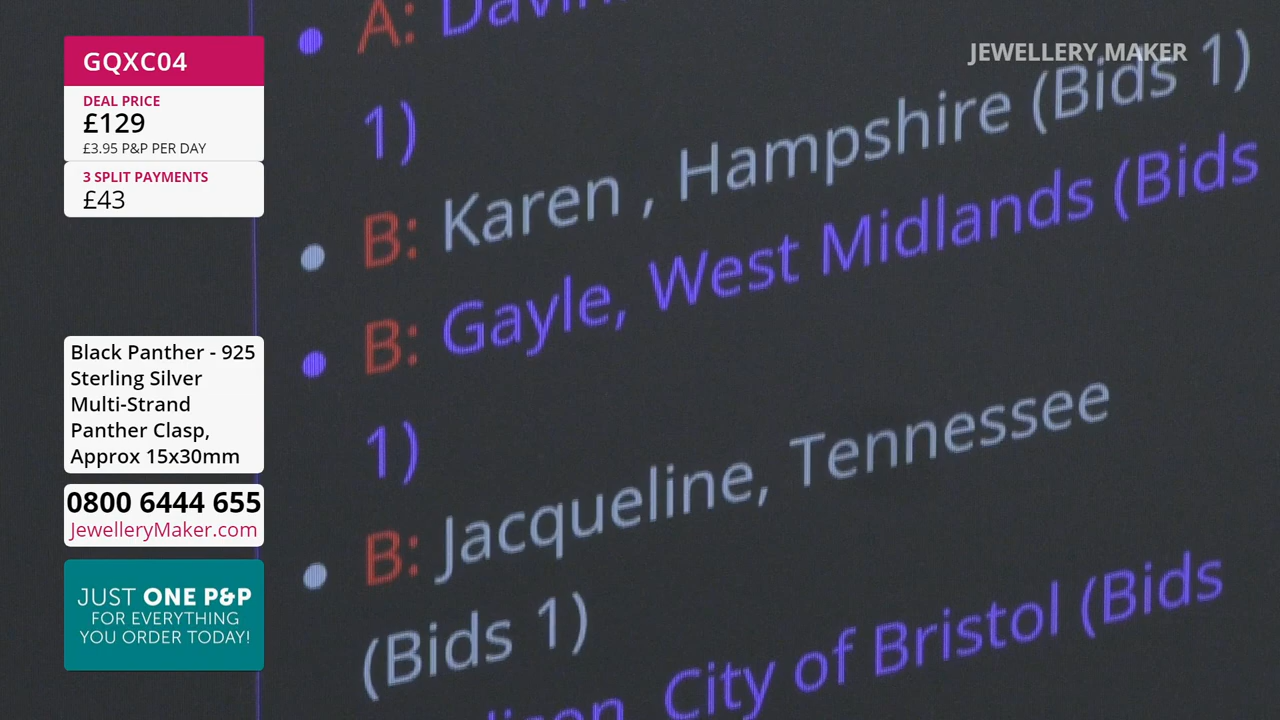 GQXC04
DEAL PRICE
£129
£3.95 P&P PER DAY
3 SPLIT PAYMENTS
£43
Black Panther - 925
Sterling Silver
Multi-Strand
Panther Clasp,
Approx 15x30mm
0800 6444 655
JewelleryMaker.com
JUST ONE P&P
FOR EVERYTHING
YOU ORDER TODAY!
JEWELLERY MAKER
A:
1)
B: Karen , Hampshire (Bids 1)
B: Gayle, West Midlands (Bids
1)
B: Jacqueline, Tennessee
(Bids 1)
City of Bristol (Bids